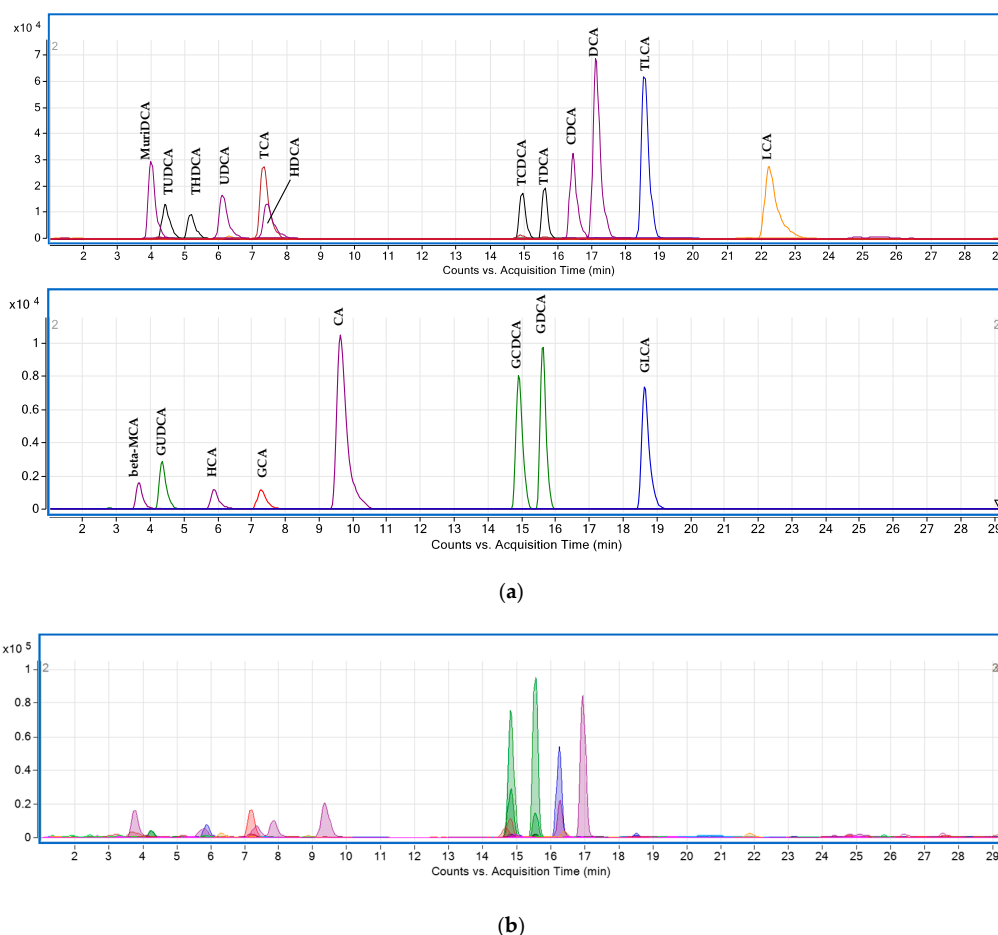 x10 4
2
7
6
5
4
3
2
1
0
MuriDCA
TUDCA
THDCA
UDCA
TCA
HDCA
TCDCA
TDCA
CDCA
DCA
TLCA
LCA
2 3 4 5 6 7 8 9 10 11 12 13 14 15 16 17 18 19 20 21 22 23 24 25 26 27 28 29
Counts vs. Acquisition Time (min)
x10 4
2
1
0.8
0.6
0.4
0.2
0
beta-MCA
GUDCA
HCA
GCA
CA
GCDCA
GDCA
GLCA
2 3 4 5 6 7 8 9 10 11 12 13 14 15 16 17 18 19 20 21 22 23 24 25 26 27 28 29
Counts vs. Acquisition Time (min)
(a)
x10 5
2
1
0.8
0.6
0.4
0.2
0
2 3 4 5 6 7 8 9 10 11 12 13 14 15 16 17 18 19 20 21 22 23 24 25 26 27 28 29
Counts vs. Acquisition Time (min)
(b)